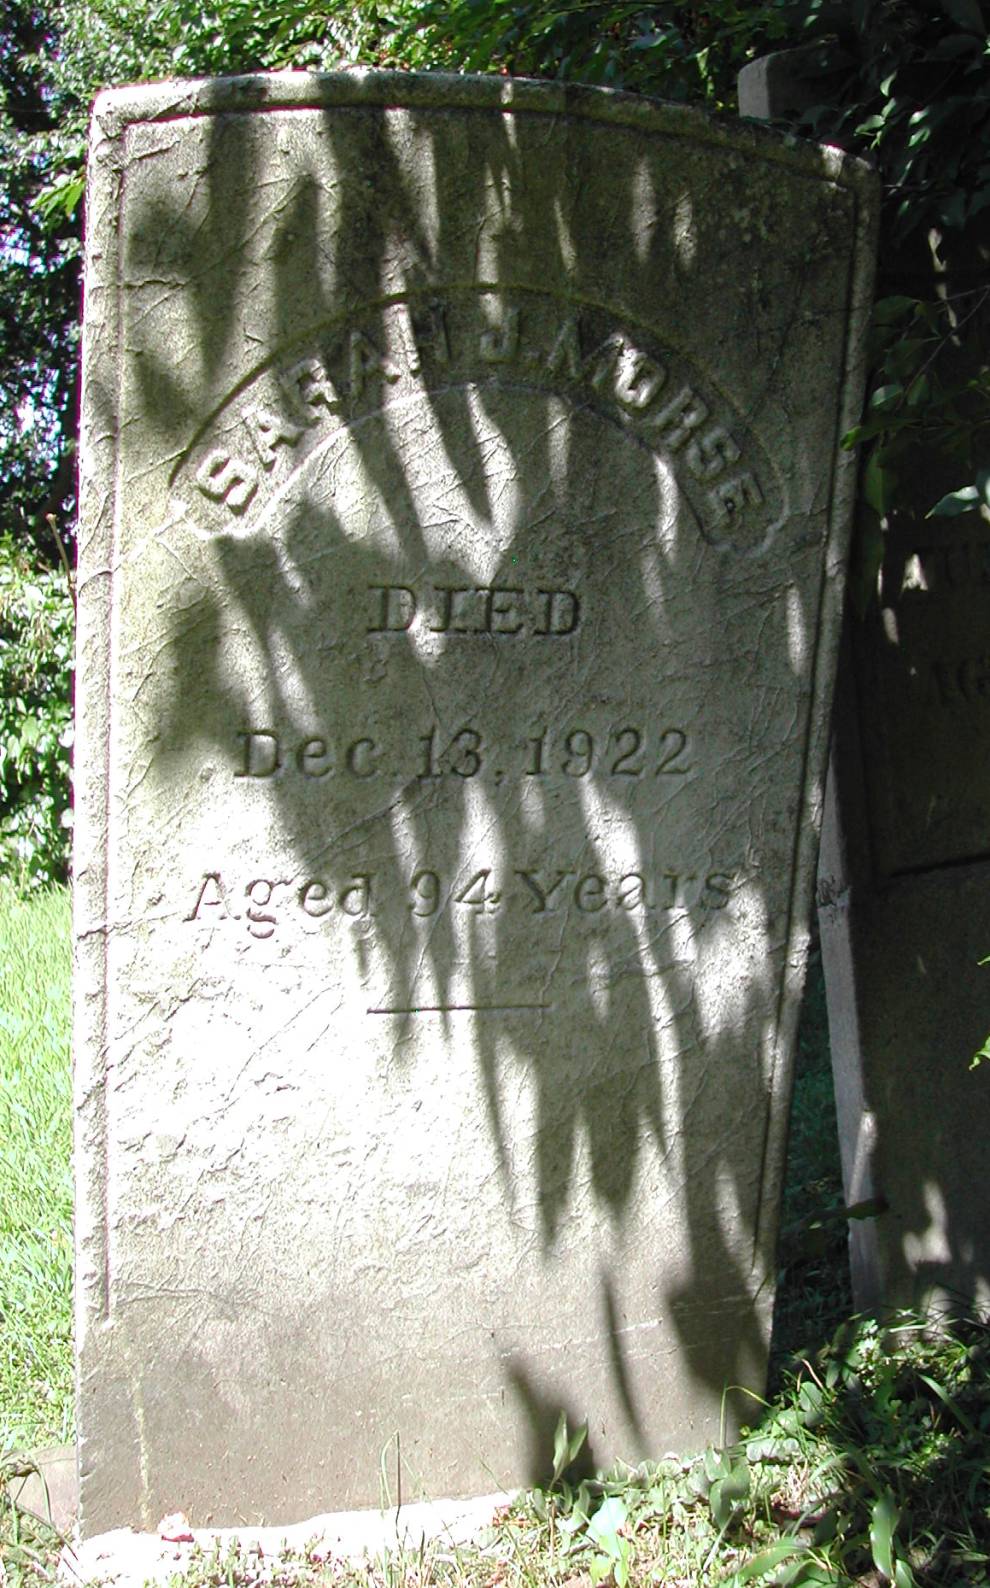 SARAH J. MORSE
DIED
Dec. 13, 1922
Aged 94 Years